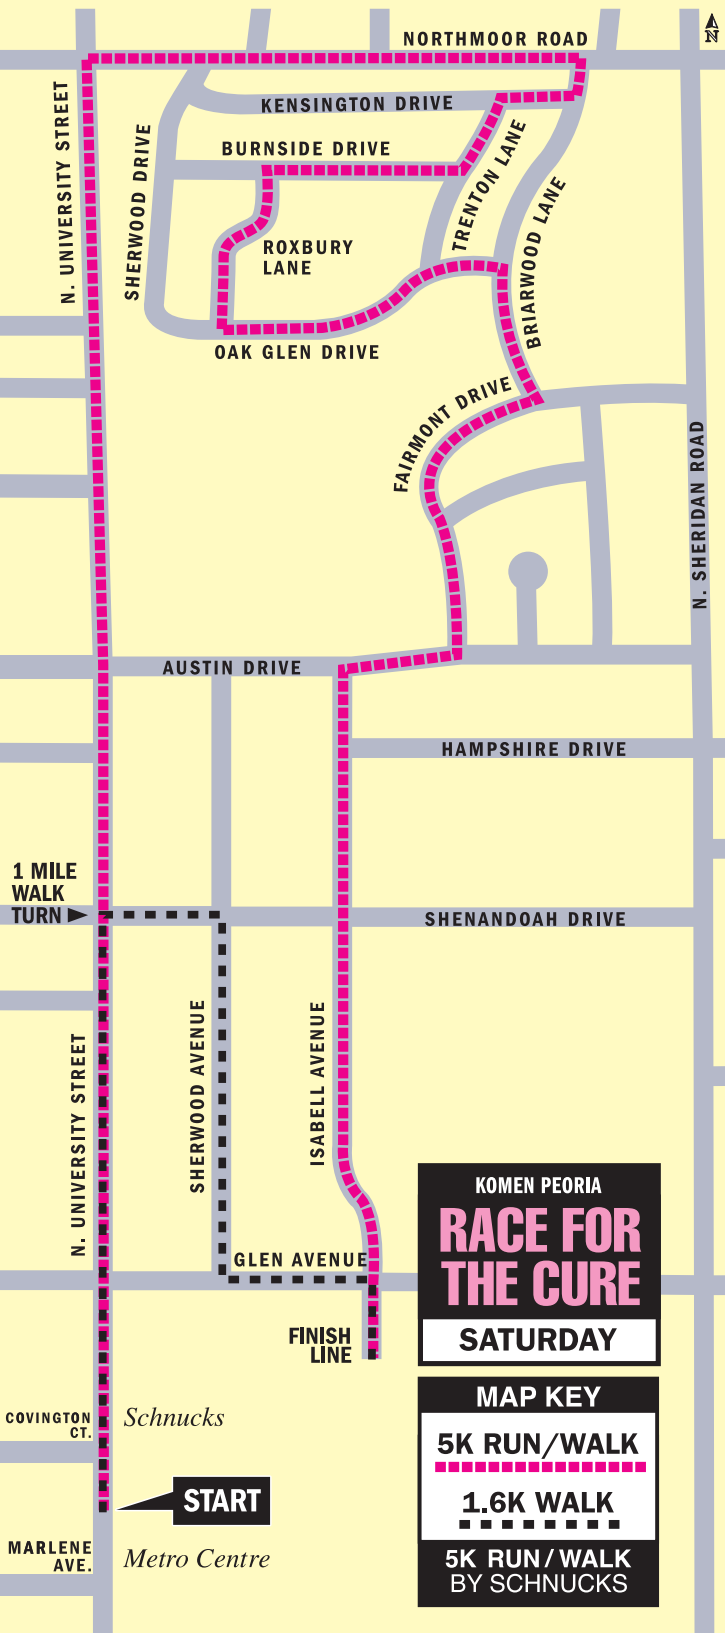 N
NORTHMOOR ROAD
N. UNIVERSITY STREET
KENSINGTON DRIVE
SHERWOOD DRIVE
BURNSIDE DRIVE
TRENTON LANE
BRIARWOOD LANE
ROXBURY
LANE
OAK GLEN DRIVE
FAIRMONT DRIVE
N. SHERIDAN ROAD
AUSTIN DRIVE
HAMPSHIRE DRIVE
1 MILE
WALK
TURN
SHENANDOAH DRIVE
N. UNIVERSITY STREET
SHERWOOD AVENUE
ISABELL AVENUE
GLEN AVENUE
FINISH
LINE
KOMEN PEORIA
RACE FOR
THE CURE
SATURDAY
COVINGTON
CT.
Schnucks
START
MARLENE
AVE.
Metro Centre
MAP KEY
5K RUN/WALK
1.6K WALK
5K RUN/WALK
BY SCHNUCKS